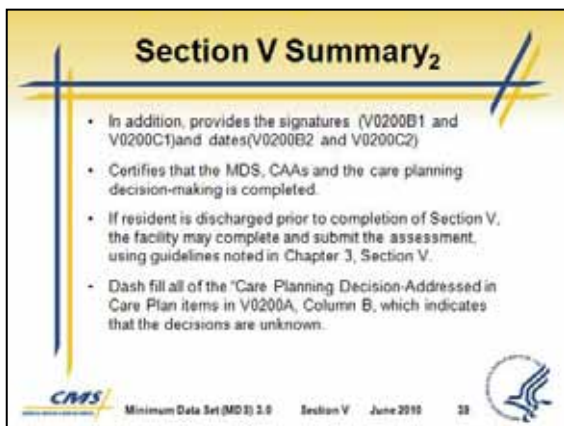 Section V Summary2
• In addition, provides the signatures (V0200B1 and
V0200C1)and dates(V0200B2 and V0200C2)
• Certifies that the MDS, CAAs and the care planning
decision-making is completed.
• If resident is discharged prior to completion of Section V,
the facility may complete and submit the assessment,
using guidelines noted in Chapter 3, Section V.
• Dash fill all of the "Care Planning Decision-Addressed in
Care Plan items in V0200A, Column B, which indicates
that the decisions are unknown.
CMS
Minimum Data Set (MDS) 3.0 Section V June 2010 39